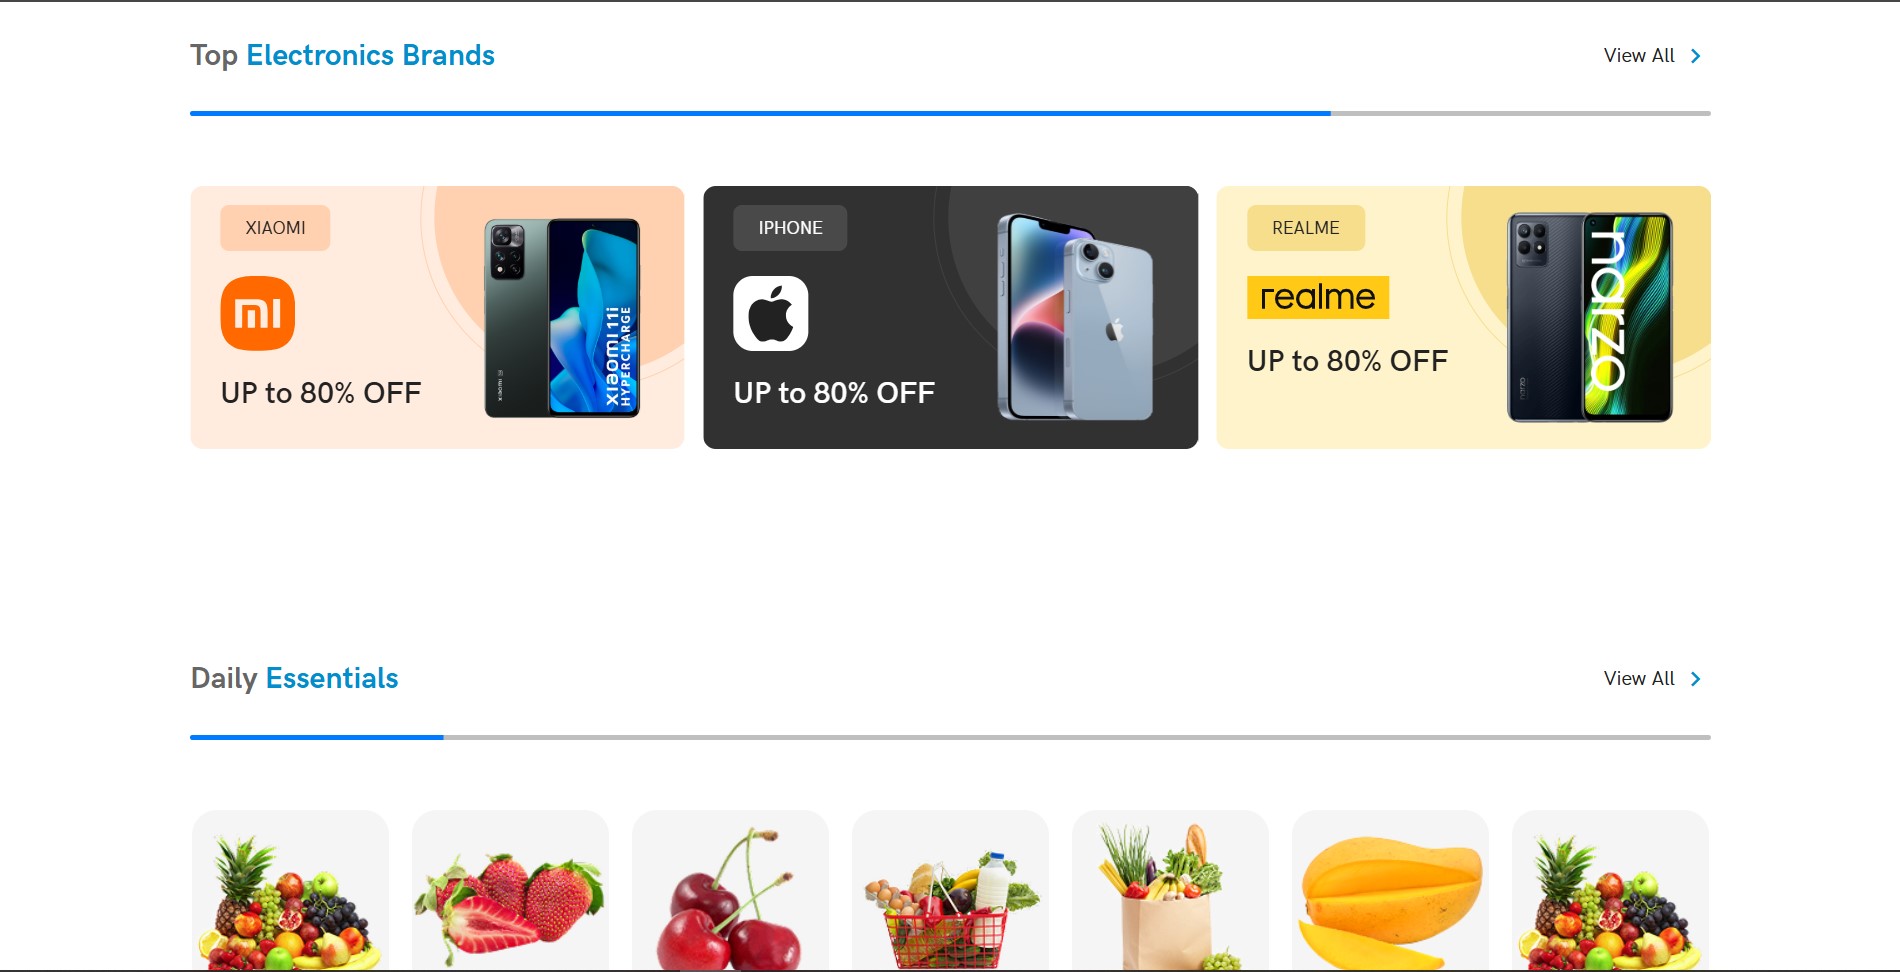 Top Electronics Brands
View All
XIAOMI
mi
UP to 80% OFF
xiaomi 11i
HYPERCHARGE
IPHONE
UP to 80% OFF
REALME
realme
UP to 80% OFF
narzo
Daily Essentials
View All